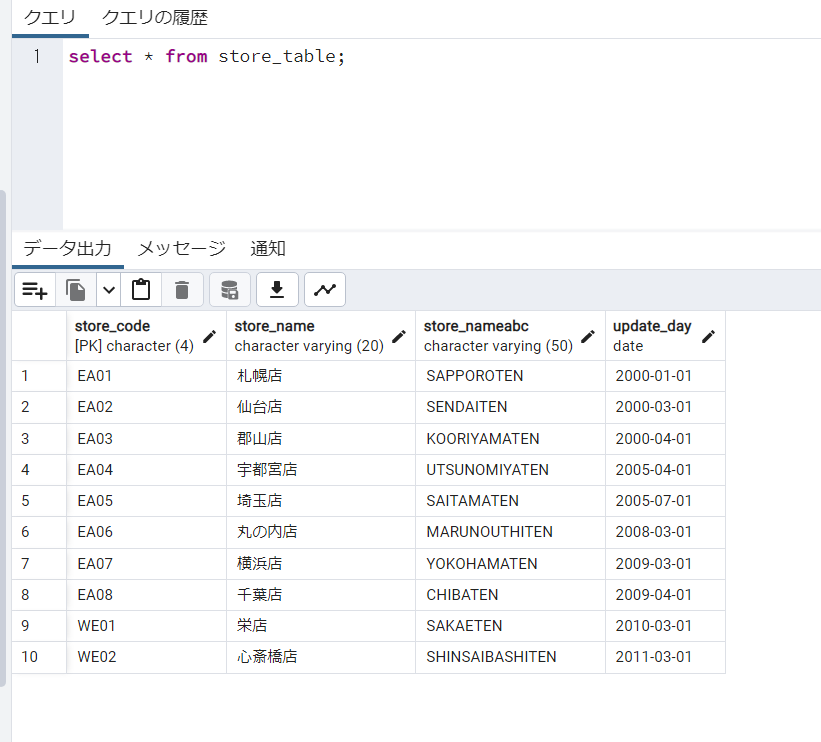 クエリ クエリの履歴
1 select * from store_table;
データ出力 メッセージ 通知
store_code store_name store_nameabc update_day
[PK] character (4) character varying (20) character varying (50) date
1 EA01 札幌店 SAPPOROTEN 2000-01-01
2 EA02 仙台店 SENDAITEN 2000-03-01
3 EA03 郡山店 KOORIYAMATEN 2000-04-01
4 EA04 宇都宮店 UTSUNOMIYATEN 2005-04-01
5 EA05 埼玉店 SAITAMATEN 2005-07-01
6 EA06 丸の内店 MARUNOUTHITEN 2008-03-01
7 EA07 横浜店 YOKOHAMATEN 2009-03-01
8 EA08 千葉店 CHIBATEN 2009-04-01
9 WE01 栄店 SAKAETEN 2010-03-01
10 WE02 心斎橋店 SHINSAIBASHITEN 2011-03-01